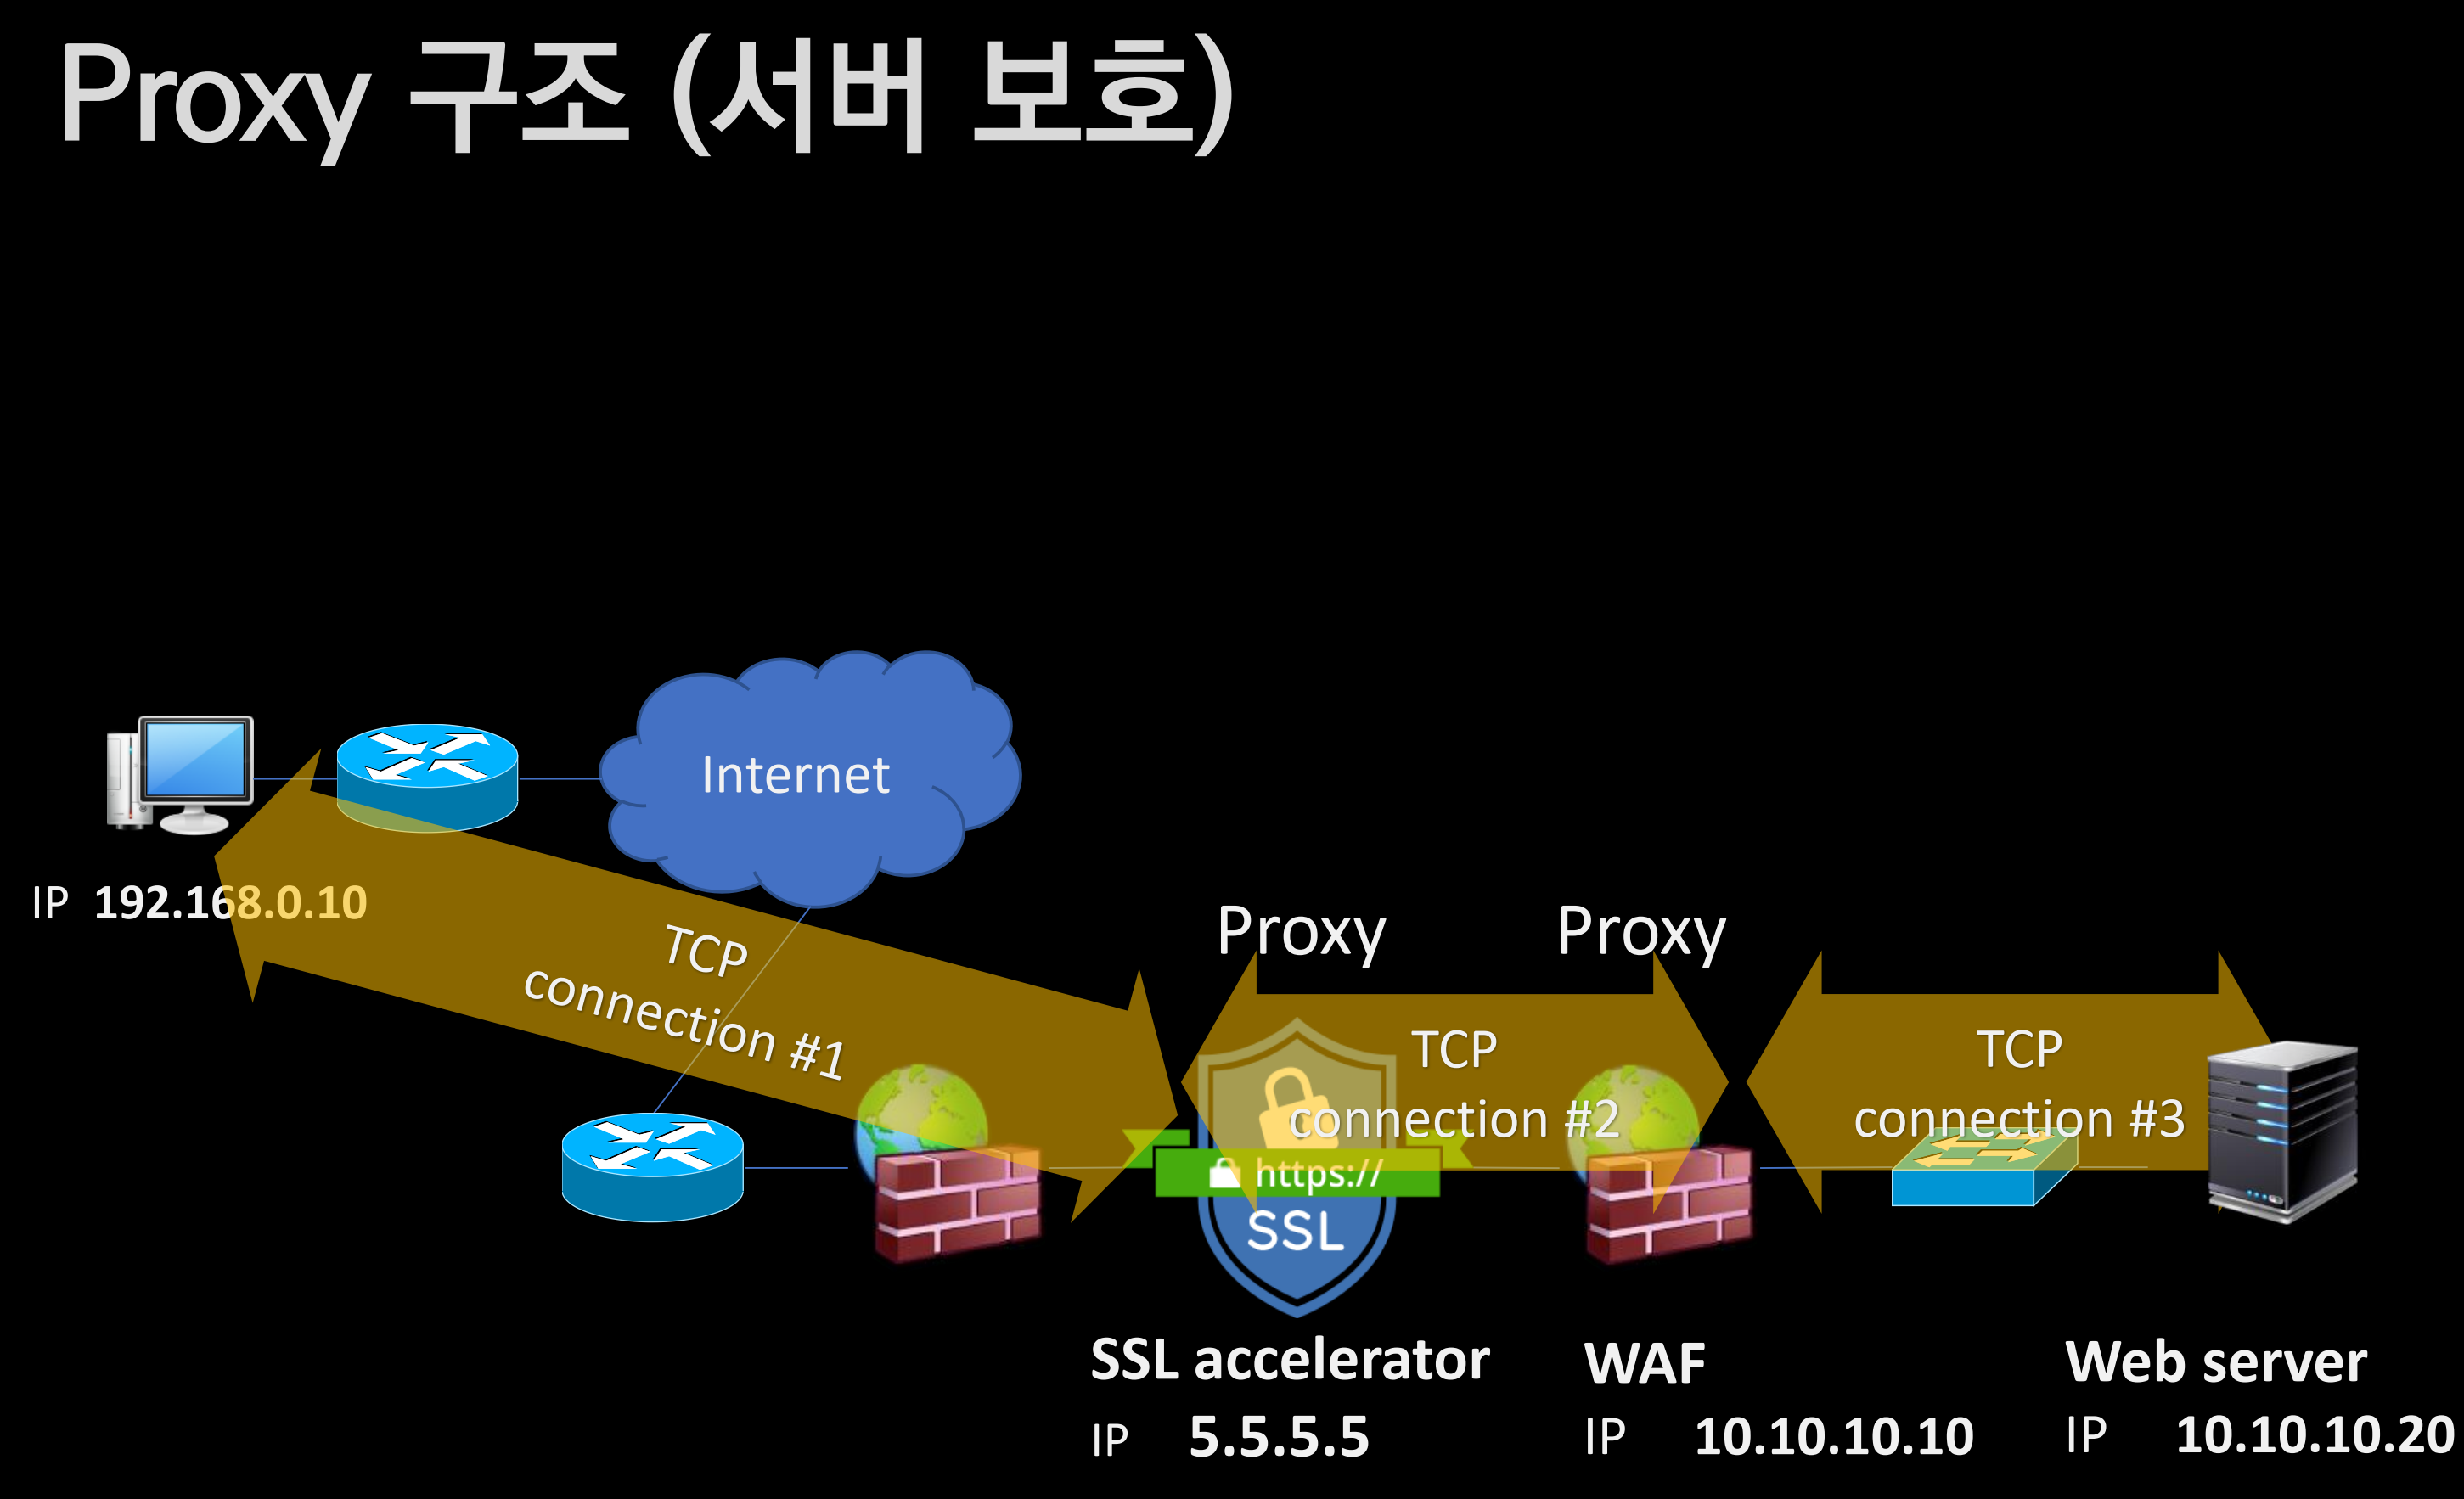 Proxy 구조 (서버 보호)
Internet
IP 192.168.0.10
TCP
connection #1
Proxy
Proxy
TCP
connection #2
TCP
connection #3
https://
SSL
SSL accelerator
IP 5.5.5.5
WAF
IP 10.10.10.10
Web server
IP 10.10.10.20